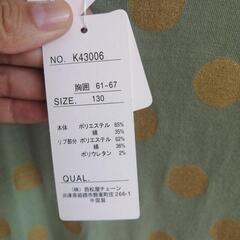 NO. K43006
胸囲 61~67
SIZE. 130
本体 ポリエステル 65%
綿 35%
リブ部分 ポリエステル 62%
綿 36%
ポリウレタン 2%
QUAL.
(株)西松屋チェーン
兵庫県姫路市飾東町庄266-1
中国製